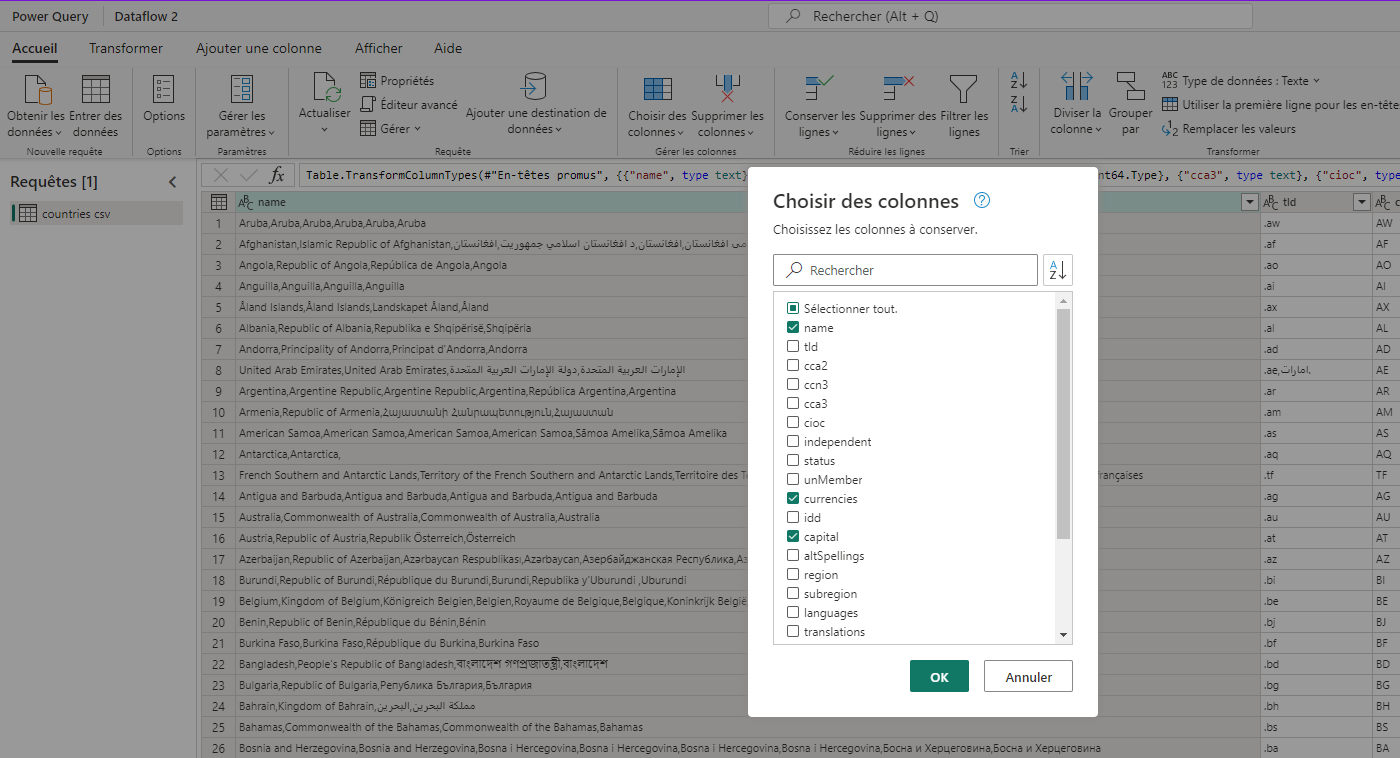 Power Query Dataflow 2 Rechercher (Alt + Q)
Accueil Transformer Ajouter une colonne Afficher Aide
Obtenir les données Entrer des données
Nouvelle requête
Options
Options
Gérer les paramètres
Paramètres
Actualiser
Propriétés
Éditeur avancé
Gérer
Ajouter une destination de données
Requête
Choisir des colonnes Supprimer les colonnes
Gérer les colonnes
Conserver les lignes Supprimer des lignes Filtrer les lignes
Réduire les lignes
Trier
Diviser la colonne Grouper par
Type de données : Texte
Utiliser la première ligne pour les en-tête
Remplacer les valeurs
Transformer
Requêtes [1]
countries csv
fx Table.TransformColumnTypes(#"En-têtes promus", {{"name", type text} nt64.Type}, {"cca3", type text}, {"cioc", type
name tld c
1 Aruba,Aruba,Aruba,Aruba,Aruba,Aruba .aw AW
2 Afghanistan,Islamic Republic of Afghanistan,افغانستان,د افغانستان اسلامي جمهوریت,افغانستان .af AF
3 Angola,Republic of Angola,República de Angola,Angola .ao AO
4 Anguilla,Anguilla,Anguilla,Anguilla .ai AI
5 Åland Islands,Åland Islands,Landskapet Åland,Åland .ax AX
6 Albania,Republic of Albania,Republika e Shqipërisë,Shqipëria .al AL
7 Andorra,Principality of Andorra,Principat d'Andorra,Andorra .ad AD
8 United Arab Emirates,United Arab Emirates,الإمارات العربية المتحدة,دولة الإمارات العربية المتحدة .ae,امارات. AE
9 Argentina,Argentine Republic,Argentine Republic,Argentina,República Argentina,Argentina .ar AR
10 Armenia,Republic of Armenia,Հայաստանի Հանրապետություն,Հայաստան .am AM
11 American Samoa,American Samoa,American Samoa,American Samoa,Sāmoa Amelika,Sāmoa Amelika .as AS
12 Antarctica,Antarctica, .aq AQ
13 French Southern and Antarctic Lands,Territory of the French Southern and Antarctic Lands,Territoire des Te rançaises .tf TF
14 Antigua and Barbuda,Antigua and Barbuda,Antigua and Barbuda,Antigua and Barbuda .ag AG
15 Australia,Commonwealth of Australia,Commonwealth of Australia,Australia .au AU
16 Austria,Republic of Austria,Republik Österreich,Österreich .at AT
17 Azerbaijan,Republic of Azerbaijan,Azərbaycan Respublikası,Azərbaycan,Азербайджанская Республика,Аз .az AZ
18 Burundi,Republic of Burundi,République du Burundi,Burundi,Republika y'Uburundi ,Uburundi .bi BI
19 Belgium,Kingdom of Belgium,Königreich Belgien,Belgien,Royaume de Belgique,Belgique,Koninkrijk België, .be BE
20 Benin,Republic of Benin,République du Bénin,Bénin .bj BJ
21 Burkina Faso,Burkina Faso,République du Burkina,Burkina Faso .bf BF
22 Bangladesh,People's Republic of Bangladesh,বাংলাদেশ গণপ্রজাতন্ত্রী,বাংলাদেশ .bd BD
23 Bulgaria,Republic of Bulgaria,Република България,България .bg BG
24 Bahrain,Kingdom of Bahrain,مملكة البحرين,البحرين .bh BH
25 Bahamas,Commonwealth of the Bahamas,Commonwealth of the Bahamas,Bahamas .bs BS
26 Bosnia and Herzegovina,Bosnia and Herzegovina,Bosna i Hercegovina,Bosna i Hercegovina,Bosna i Hercegovina,Bosna i Hercegovina,Босна и Херцеговина,Босна и Херцеговина .ba BA
Choisir des colonnes
Choisissez les colonnes à conserver.
Rechercher
Sélectionner tout.
name
tld
cca2
ccn3
cca3
cioc
independent
status
unMember
currencies
idd
capital
altSpellings
region
subregion
languages
translations
OK Annuler